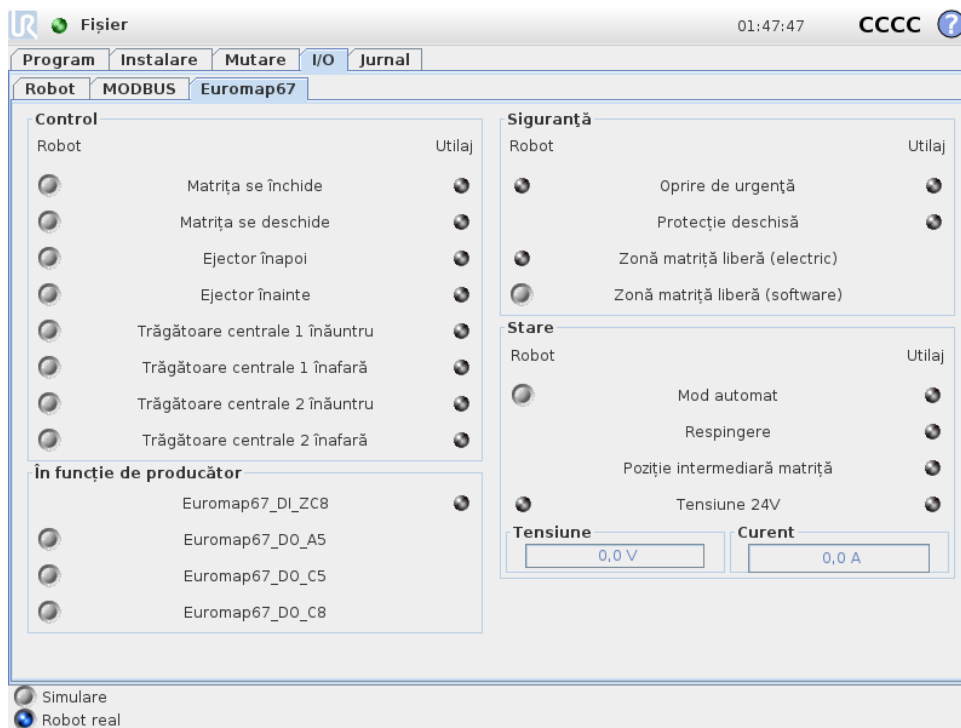 UR Fișier 01:47:47 CCCC ?
Program Instalare Mutare I/O Jurnal
Robot MODBUS Euromap67
Control
Robot Utilaj
Matrița se închide
Matrița se deschide
Ejector înapoi
Ejector înainte
Trăgătoare centrale 1 înăuntru
Trăgătoare centrale 1 înafară
Trăgătoare centrale 2 înăuntru
Trăgătoare centrale 2 înafară
În funcție de producător
Euromap67_DI_ZC8
Euromap67_DO_A5
Euromap67_DO_C5
Euromap67_DO_C8
Siguranţă
Robot Utilaj
Oprire de urgență
Protecție deschisă
Zonă matriță liberă (electric)
Zonă matriță liberă (software)
Stare
Robot Utilaj
Mod automat
Respingere
Poziție intermediară matriță
Tensiune 24V
Tensiune
0,0 V
Curent
0,0 A
Simulare
Robot real